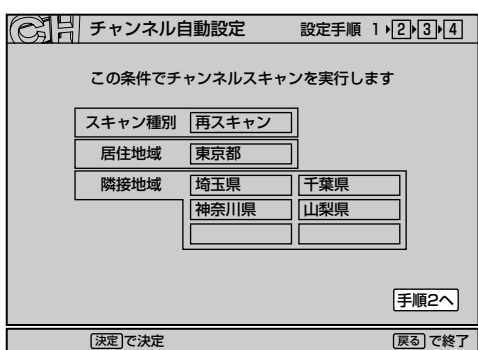 CH チャンネル自動設定 設定手順 1 2 3 4
この条件でチャンネルスキャンを実行します
スキャン種別 再スキャン
居住地域 東京都
隣接地域 埼玉県 千葉県
神奈川県 山梨県
手順2へ
決定 で決定 戻る で終了